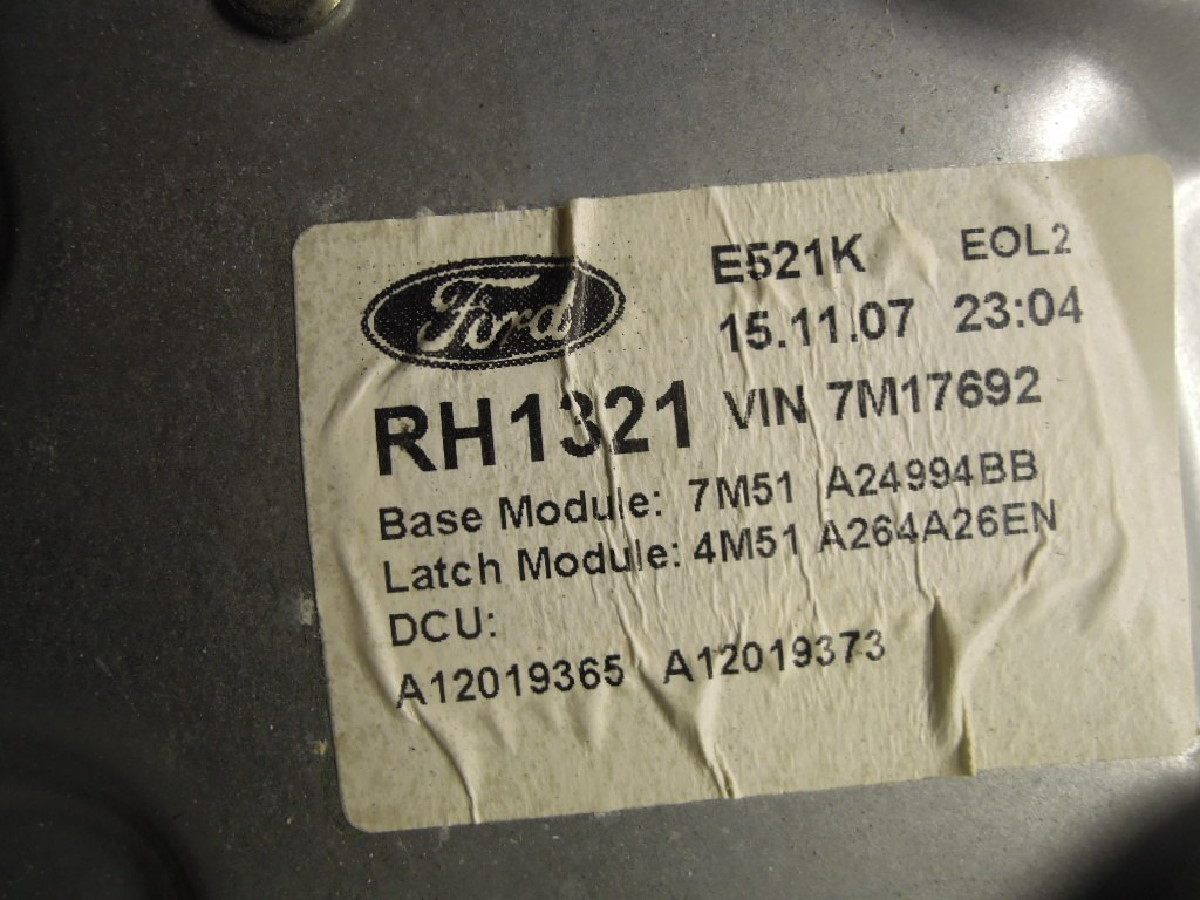 Ford
E521K EOL2
15.11.07 23:04
RH1321 VIN 7M17692
Base Module: 7M51 A24994BB
Latch Module: 4M51 A264A26EN
DCU:
A12019365 A12019373